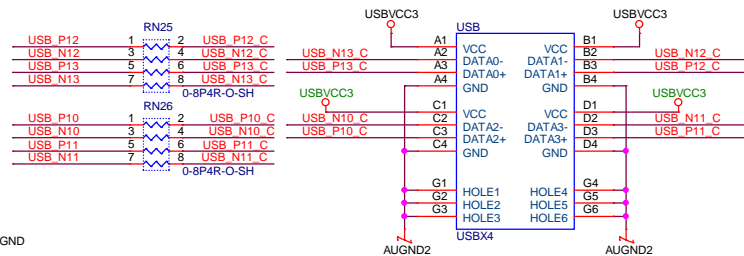 RN25
USB_P12 1 2 USB_P12_C
USB_N12 3 4 USB_N12_C
USB_P13 5 6 USB_P13_C
USB_N13 7 8 USB_N13_C
0-8P4R-O-SH
RN26
USB_P10 1 2 USB_P10_C
USB_N10 3 4 USB_N10_C
USB_P11 5 6 USB_P11_C
USB_N11 7 8 USB_N11_C
0-8P4R-O-SH
GND
USBVCC3 USB USBVCC3
A1 VCC VCC B1
USB_N13_C A2 DATA0- DATA1- B2 USB_N12_C
USB_P13_C A3 DATA0+ DATA1+ B3 USB_P12_C
A4 GND GND B4
USBVCC3 USBVCC3
C1 VCC VCC D1
USB_N10_C C2 DATA2- DATA3- D2 USB_N11_C
USB_P10_C C3 DATA2+ DATA3+ D3 USB_P11_C
C4 GND GND D4
G1 HOLE1 HOLE4 G4
G2 HOLE2 HOLE5 G5
G3 HOLE3 HOLE6 G6
USBX4
AUGND2 AUGND2